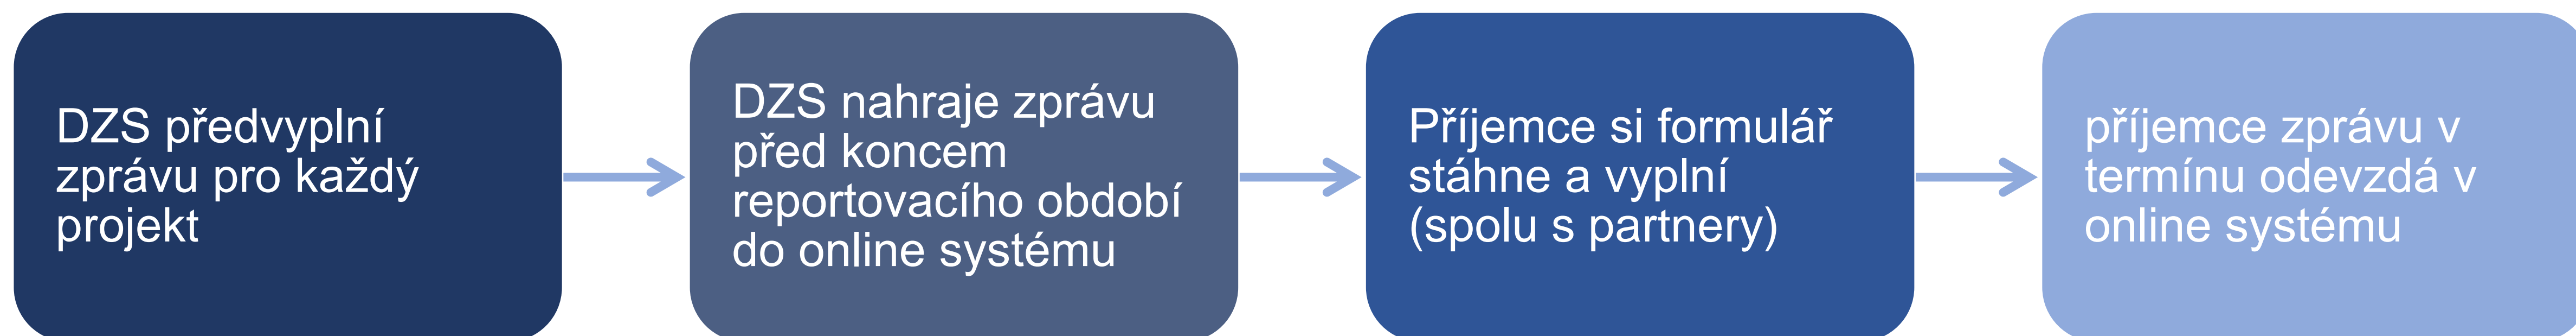 DZS předvyplní
zprávu pro každý
projekt
DZS nahraje zprávu
před koncem
reportovacího období
do online systému
Příjemce si formulář
stáhne a vyplní
(spolu s partnery)
příjemce zprávu v
termínu odevzdá v
online systému